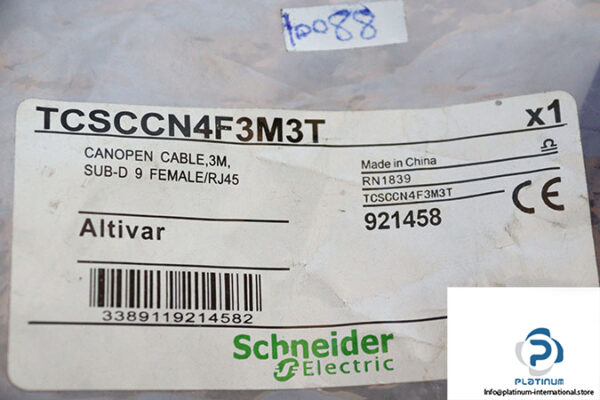 10088
TCSCCN4F3M3T x1
CANOPEN CABLE,3M,
SUB-D 9 FEMALE/RJ45
Altivar
3389119214582
Made in China
RN1839
TCSCCN4F3M3T
921458
CE
Schneider
Electric
PLATINUM
Info@platinum-international.store